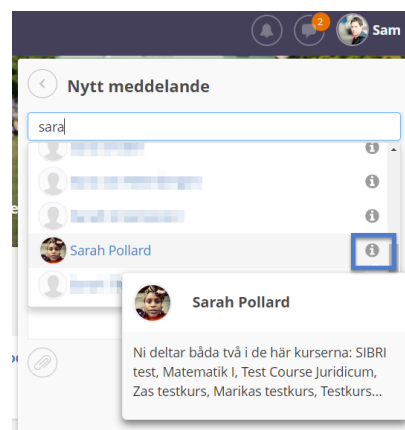 2
Sam
Nytt meddelande
sara
Sarah Pollard
Sarah Pollard
Ni deltar båda två i de här kurserna: SIBRI
test, Matematik I, Test Course Juridicum,
Zas testkurs, Marikas testkurs, Testkurs...